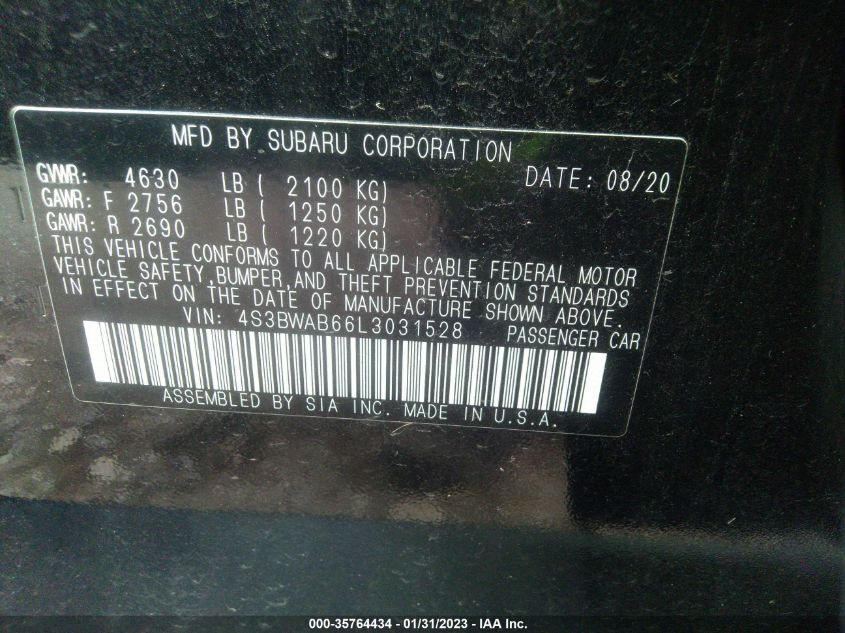 MFD BY SUBARU CORPORATION
GVWR: 4630 LB ( 2100 KG) DATE: 08/20
GAWR: F 2756 LB ( 1250 KG)
GAWR: R 2690 LB ( 1220 KG)
THIS VEHICLE CONFORMS TO ALL APPLICABLE FEDERAL MOTOR
VEHICLE SAFETY,BUMPER,AND THEFT PREVENTION STANDARDS
IN EFFECT ON THE DATE OF MANUFACTURE SHOWN ABOVE.
VIN: 4S3BWAB66L3031528 PASSENGER CAR
ASSEMBLED BY SIA INC. MADE IN U.S.A.
000-35764434 - 01/31/2023 - IAA Inc.